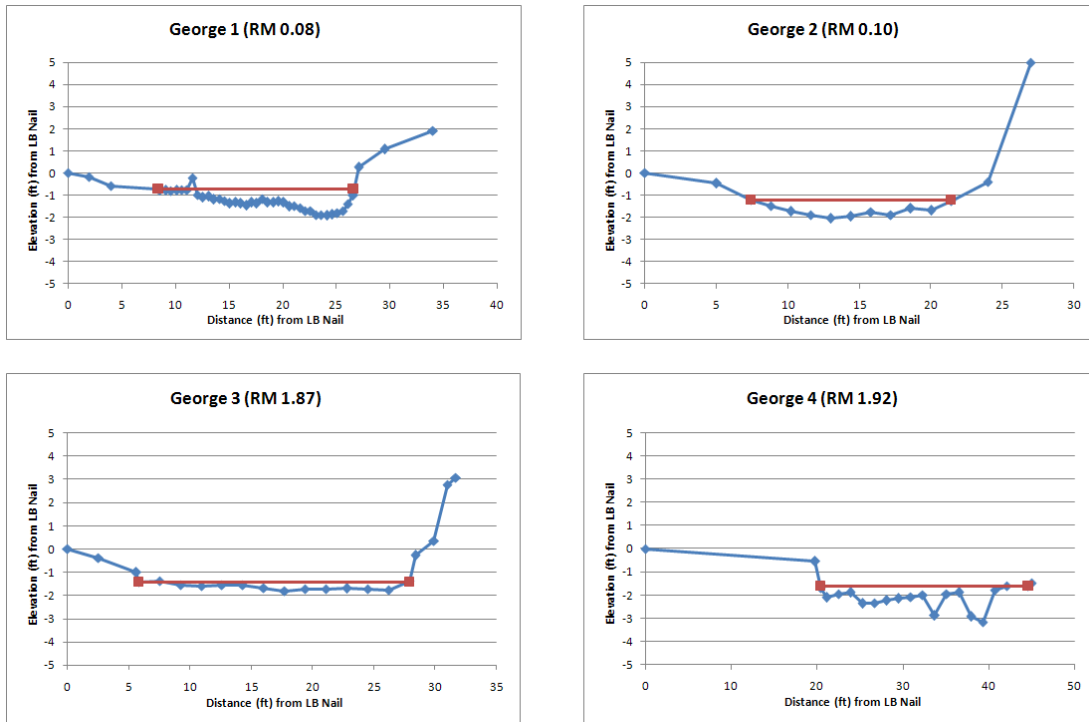 George 1 (RM 0.08)
5
4
3
2
1
0
-1
-2
-3
-4
-5
Elevation (ft) from LB Nail
0 5 10 15 20 25 30 35 40
Distance (ft) from LB Nail
George 2 (RM 0.10)
5
4
3
2
1
0
-1
-2
-3
-4
-5
Elevation (ft) from LB Nail
0 5 10 15 20 25 30
Distance (ft) from LB Nail
George 3 (RM 1.87)
5
4
3
2
1
0
-1
-2
-3
-4
-5
Elevation (ft) from LB Nail
0 5 10 15 20 25 30 35
Distance (ft) from LB Nail
George 4 (RM 1.92)
5
4
3
2
1
0
-1
-2
-3
-4
-5
Elevation (ft) from LB Nail
0 10 20 30 40 50
Distance (ft) from LB Nail